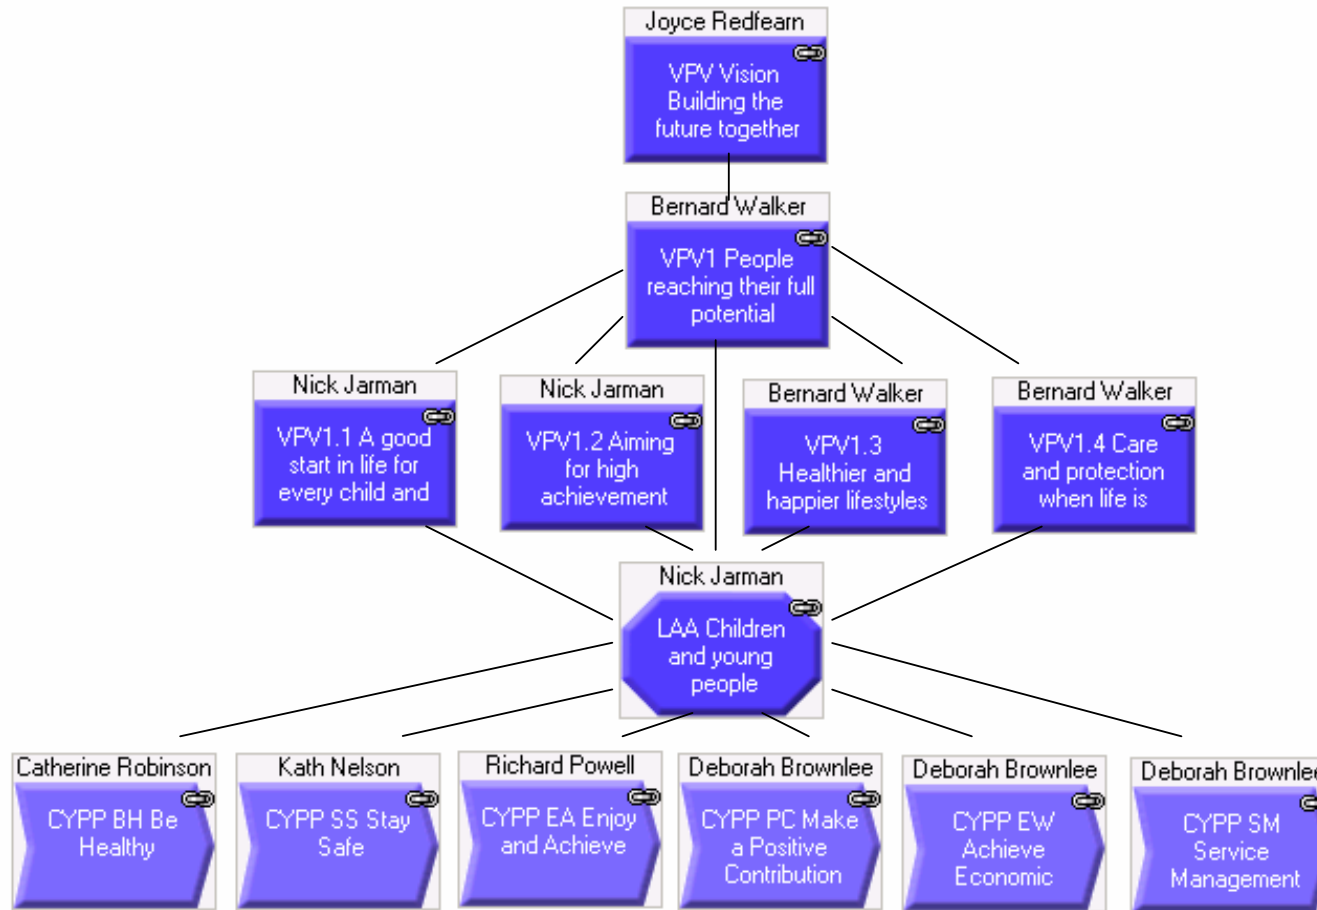 Joyce Redfearn
VPV Vision
Building the
future together
Bernard Walker
VPV1 People
reaching their full
potential
Nick Jarman
VPV1.1 A good
start in life for
every child and
Nick Jarman
VPV1.2 Aiming
for high
achievement
Bernard Walker
VPV1.3
Healthier and
happier lifestyles
Bernard Walker
VPV1.4 Care
and protection
when life is
Nick Jarman
LAA Children
and young
people
Catherine Robinson
CYPP BH Be
Healthy
Kath Nelson
CYPP SS Stay
Safe
Richard Powell
CYPP EA Enjoy
and Achieve
Deborah Brownlee
CYPP PC Make
a Positive
Contribution
Deborah Brownlee
CYPP EW
Achieve
Economic
Deborah Brownlee
CYPP SM
Service
Management